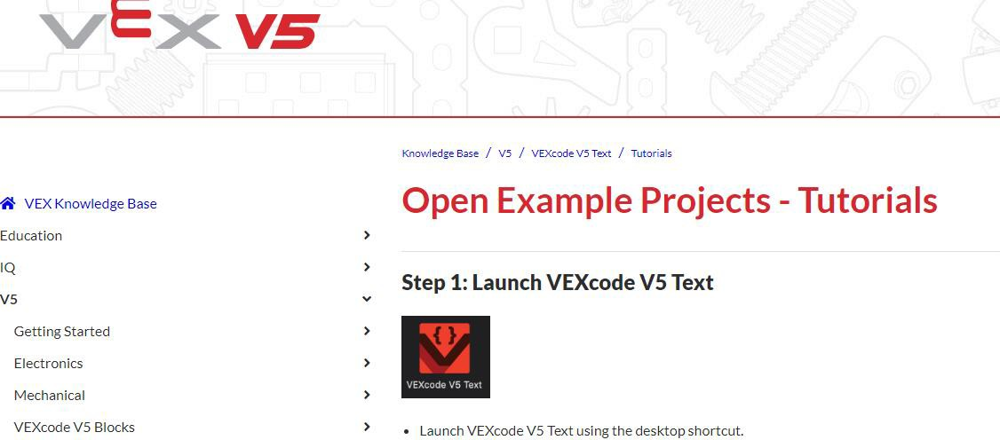 VEX V5
Knowledge Base / V5 / VEXcode V5 Text / Tutorials
VEX Knowledge Base
Education
IQ
V5
Getting Started
Electronics
Mechanical
VEXcode V5 Blocks
Open Example Projects - Tutorials
Step 1: Launch VEXcode V5 Text
{ }
VEXcode V5 Text
• Launch VEXcode V5 Text using the desktop shortcut.